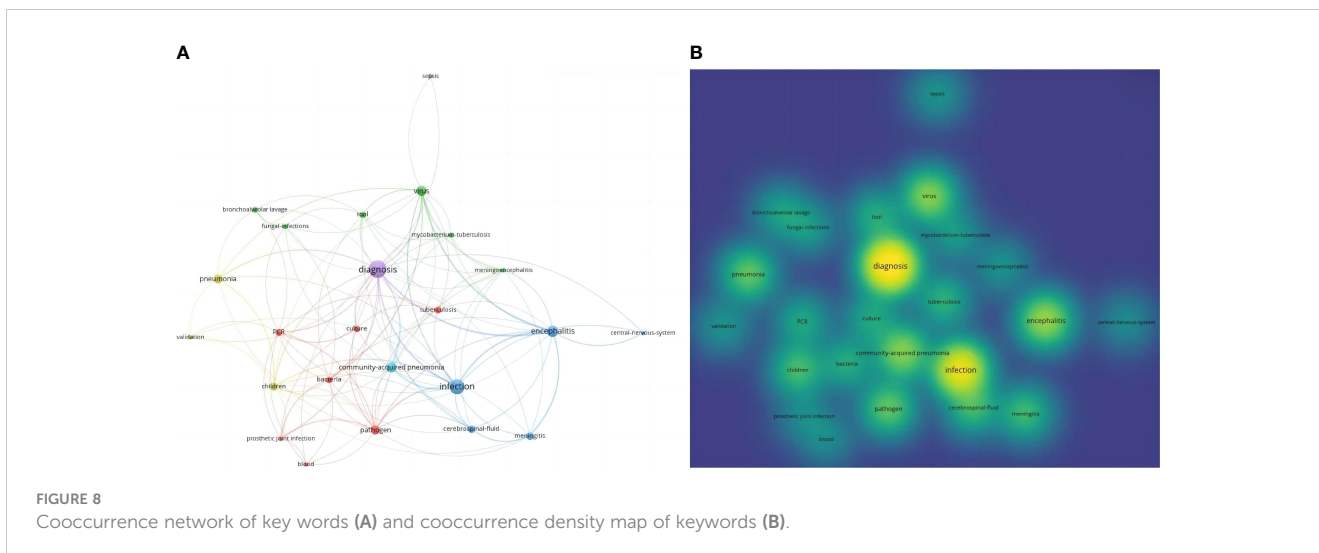 A
sepsis
virus
bronchoalveolar lavage
tool
fungal-infections
mycobacterium-tuberculosis
diagnosis
meningoencephalitis
pneumonia
tuberculosis
PCR
culture
encephalitis
central-nervous-system
validation
community-acquired pneumonia
bacteria
children
infection
pathogen
cerebrospinal-fluid
meningitis
prosthetic joint infection
blood
B
sepsis
virus
bronchoalveolar lavage
tool
fungal-infections
mycobacterium-tuberculosis
diagnosis
meningoencephalitis
pneumonia
tuberculosis
PCR
culture
encephalitis
central-nervous-system
validation
community-acquired pneumonia
bacteria
children
infection
pathogen
cerebrospinal-fluid
meningitis
prosthetic joint infection
blood
FIGURE 8
Cooccurrence network of key words (A) and cooccurrence density map of keywords (B).